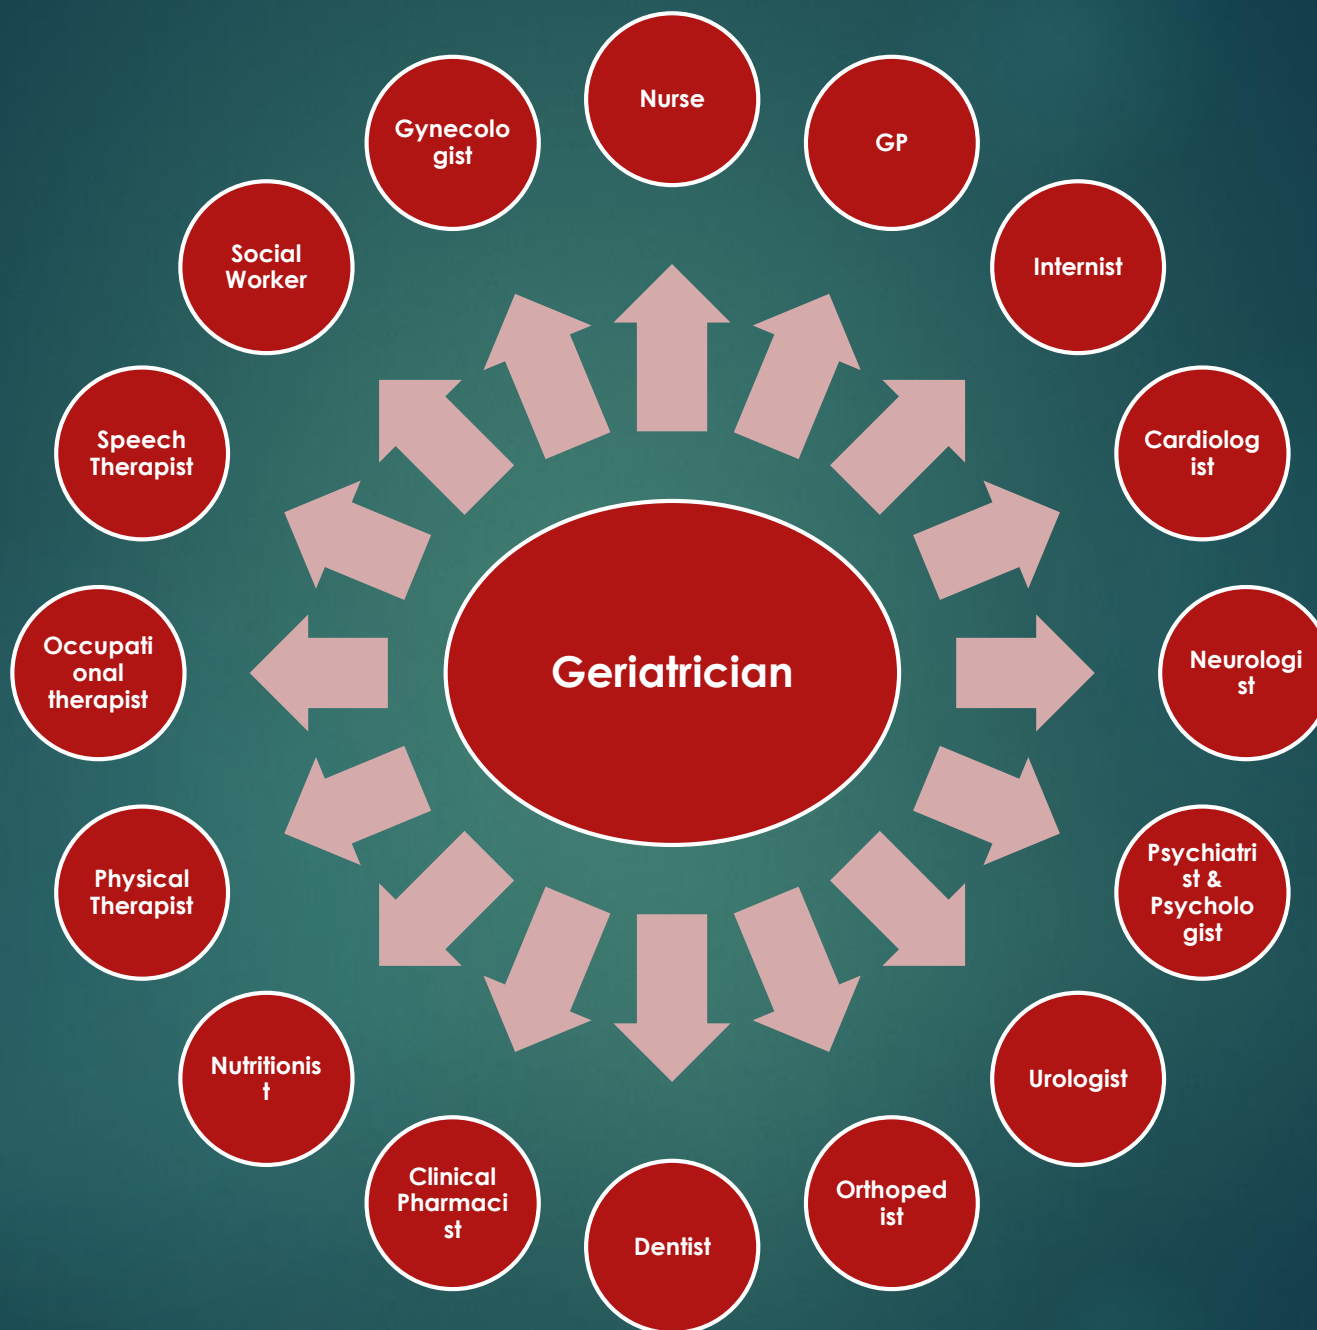 Nurse
GP
Internist
Cardiolog
ist
Neurologi
st
Psychiatri
st &
Psycholo
gist
Urologist
Orthoped
ist
Dentist
Clinical
Pharmaci
st
Nutritionis
t
Physical
Therapist
Occupati
onal
therapist
Speech
Therapist
Social
Worker
Gynecolo
gist
Geriatrician